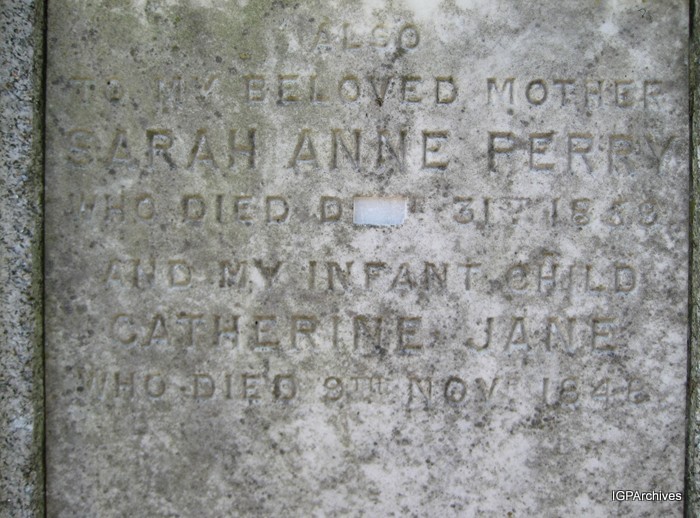 ALSO
TO MY BELOVED MOTHER
SARAH ANNE PERRY
WHO DIED 31ST
AND MY INFANT CHILD
CATHERINE JANE
WHO DIED 9TH NOVR
IGPArchives